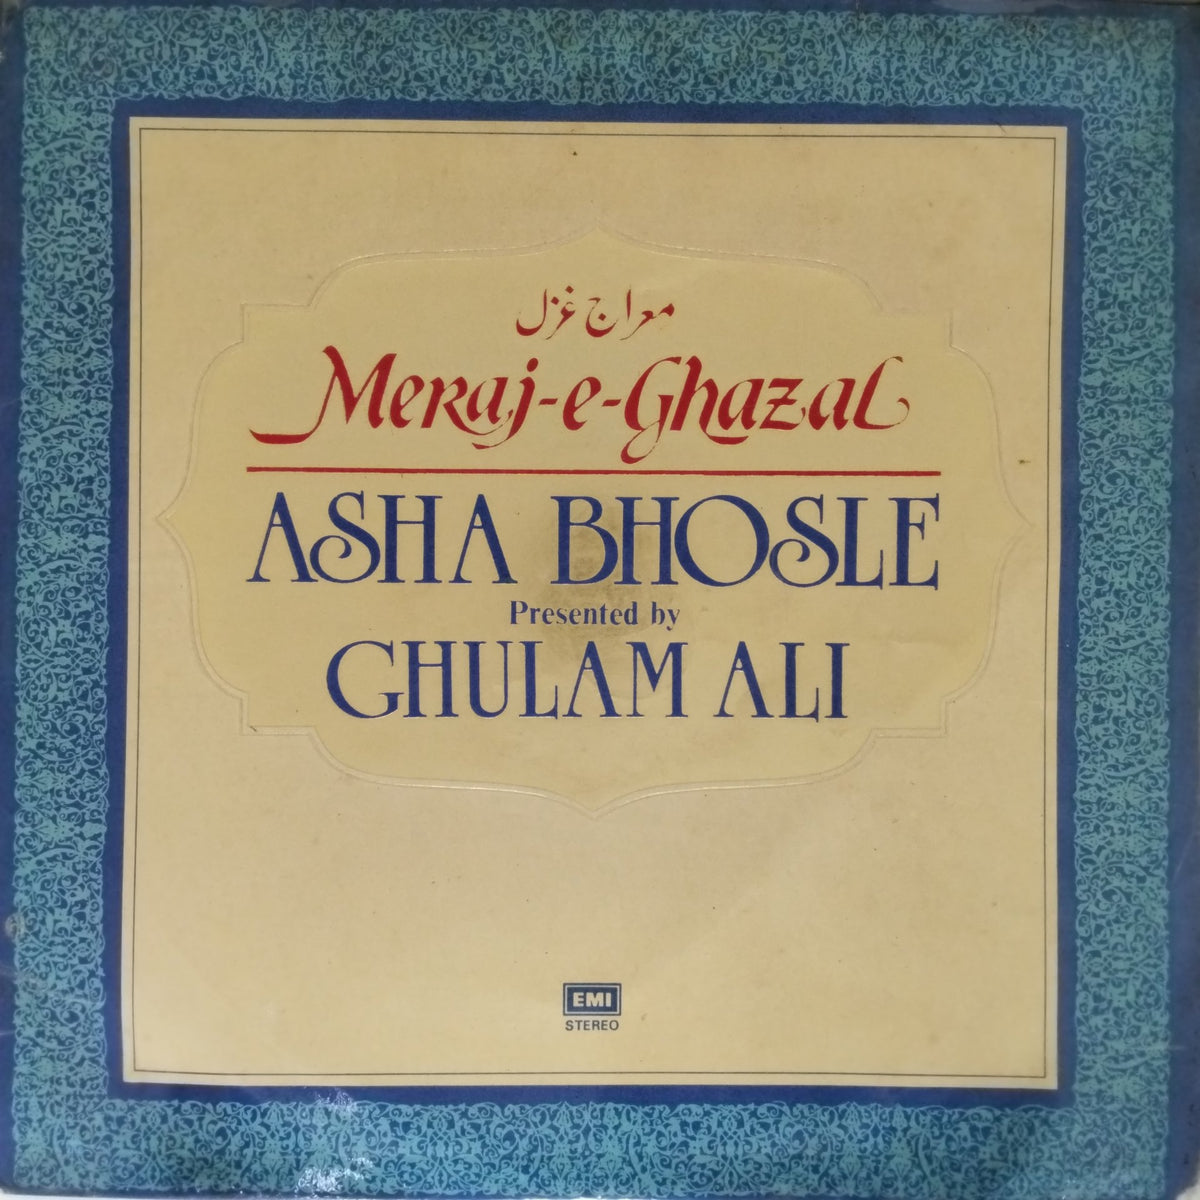 معراج غزل
Meraj-e-Ghazal
ASHA BHOSLE
Presented by
GHULAM ALI
EMI
STEREO